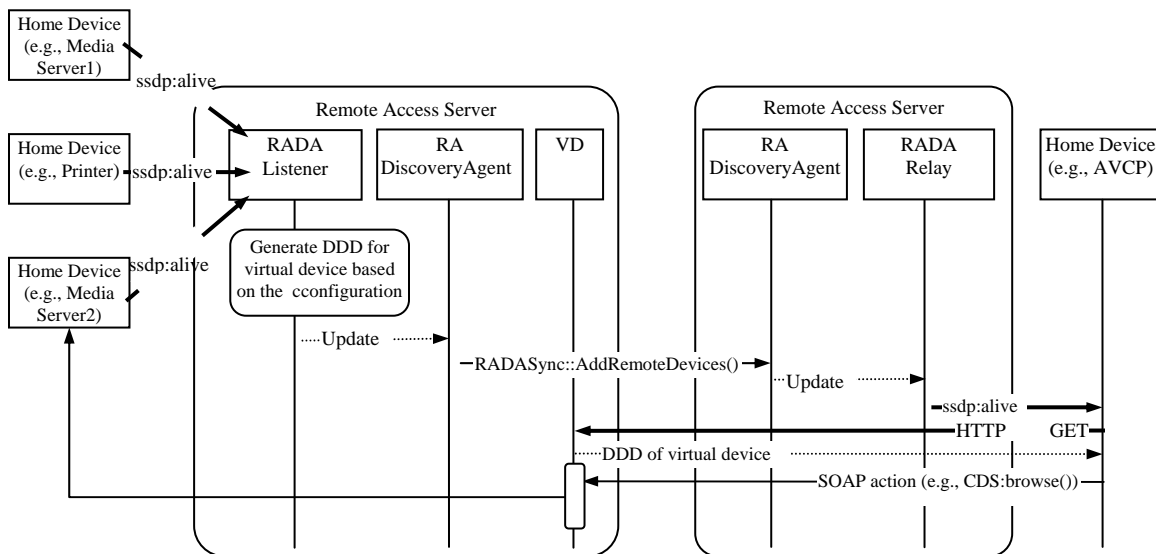 Home Device
(e.g., Media
Server1)
ssdp:alive
Remote Access Server
Remote Access Server
Home Device
(e.g., Printer)
ssdp:alive
RADA
Listener
RA
DiscoveryAgent
VD
RA
DiscoveryAgent
RADA
Relay
Home Device
(e.g., AVCP)
ssdp:alive
Home Device
(e.g., Media
Server2)
Generate DDD for
virtual device based
on the cconfiguration
Update
RADASync::AddRemoteDevices()
Update
ssdp:alive
HTTP GET
DDD of virtual device
SOAP action (e.g., CDS:browse())